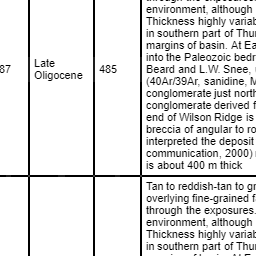 environment, although
Thickness highly variab
in southern part of Thur
margins of basin. At Ea
into the Paleozoic bedr
87
Late
Oligocene
485
Beard and L.W. Snee,
(40Ar/39Ar, sanidine, M
conglomerate just north
conglomerate derived f
end of Wilson Ridge is
breccia of angular to ro
interpreted the deposit
communication, 2000)
is about 400 m thick
Tan to reddish-tan to gr
overlying fine-grained f
through the exposures.
environment, although
Thickness highly variab
in southern part of Thur